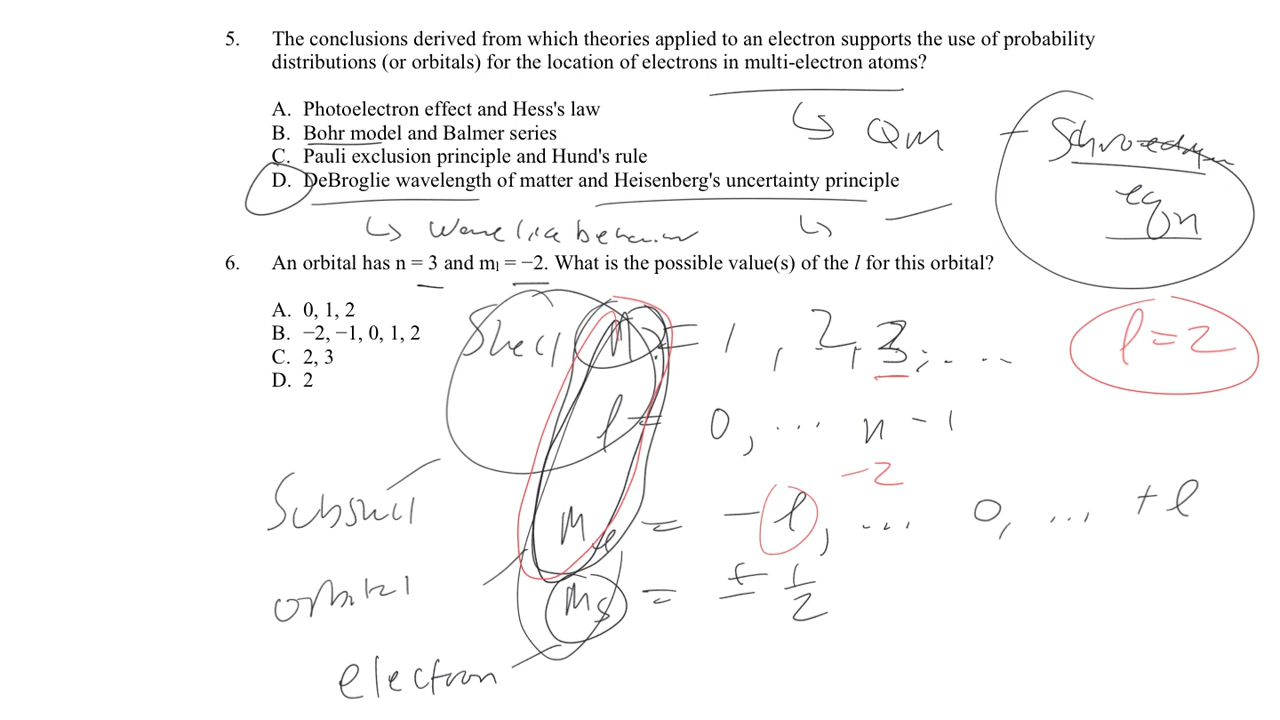 5. The conclusions derived from which theories applied to an electron supports the use of probability
distributions (or orbitals) for the location of electrons in multi-electron atoms?
A. Photoelectron effect and Hess's law
B. Bohr model and Balmer series
C. Pauli exclusion principle and Hund's rule
D. DeBroglie wavelength of matter and Heisenberg's uncertainty principle
↳ QM
eqn
↳ Wave like behavior ↳
6. An orbital has n = 3 and mₗ = −2. What is the possible value(s) of the l for this orbital?
A. 0, 1, 2
B. −2, −1, 0, 1, 2
C. 2, 3
D. 2
Shell n = 1, 2, 3, ...
l = 2
l = 0, ... n - 1
-2
mₗ = -l, ... 0, ... + l
orbital
mₛ = ± 1/2
electron